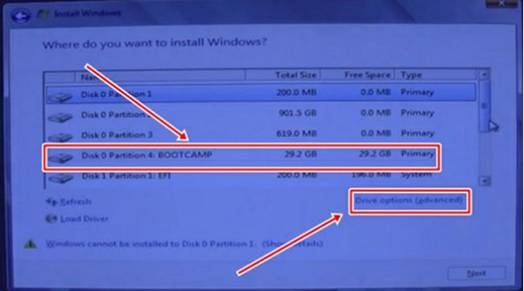 Install Windows
Where do you want to install Windows?
Name Total Size Free Space Type
Disk 0 Partition 1 200.0 MB 0.0 MB Primary
Disk 0 Partition 901.5 GB 0.0 MB Primary
Disk 0 Partition 3 619.0 MB 0.0 MB Primary
Disk 0 Partition 4: BOOTCAMP 29.2 GB 29.2 GB Primary
Disk 1 Partition 1: EFI 200.0 MB 196.0 MB System
Refresh Drive options (advanced)
Load Driver
Windows cannot be installed to Disk 0 Partition 1. (Show details)
Next